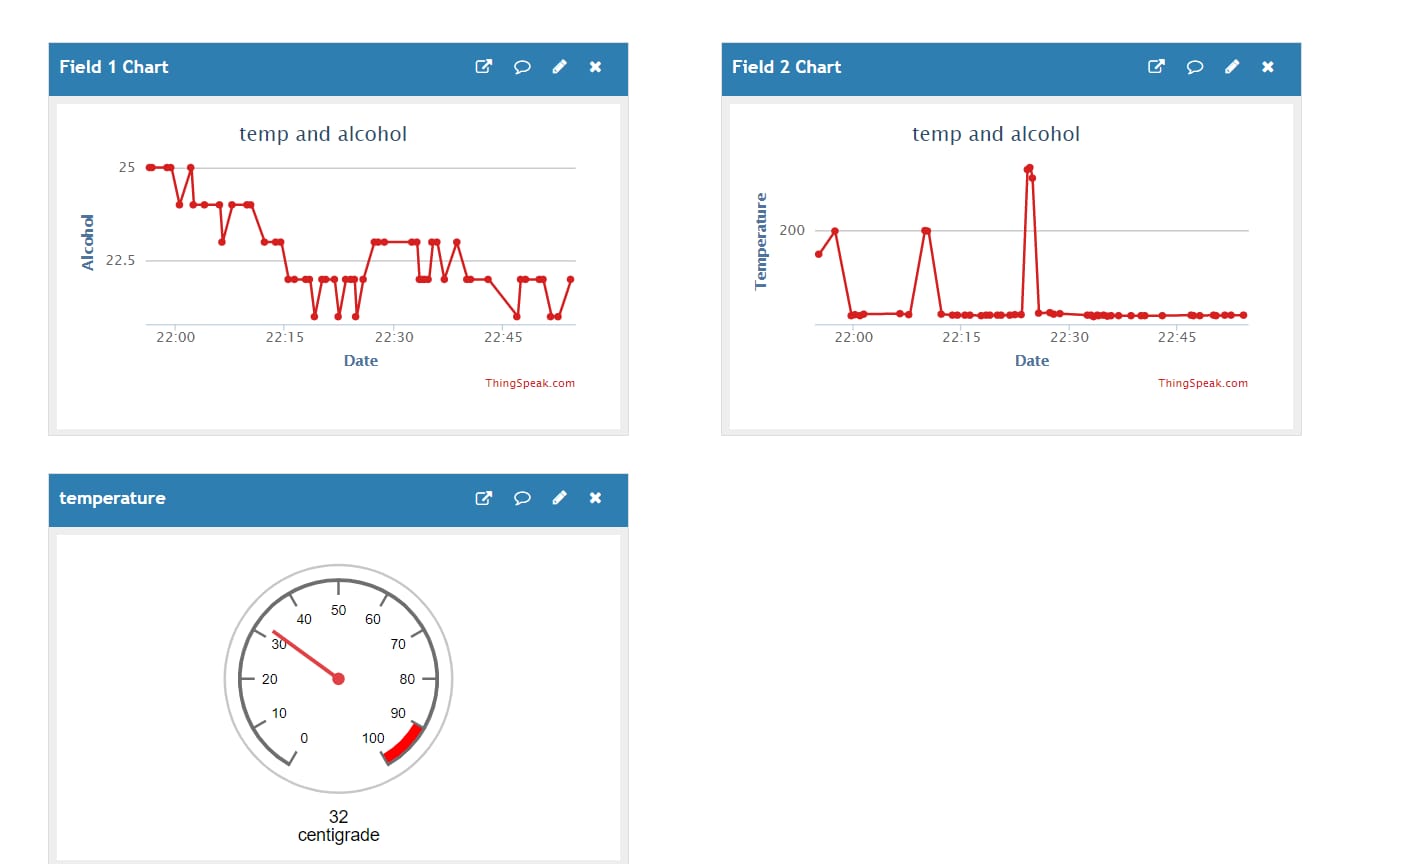 Field 1 Chart
temp and alcohol
25
22.5
Alcohol
22:00 22:15 22:30 22:45
Date
ThingSpeak.com
Field 2 Chart
temp and alcohol
200
Temperature
22:00 22:15 22:30 22:45
Date
ThingSpeak.com
temperature
0
10
20
30
40
50
60
70
80
90
100
32
centigrade